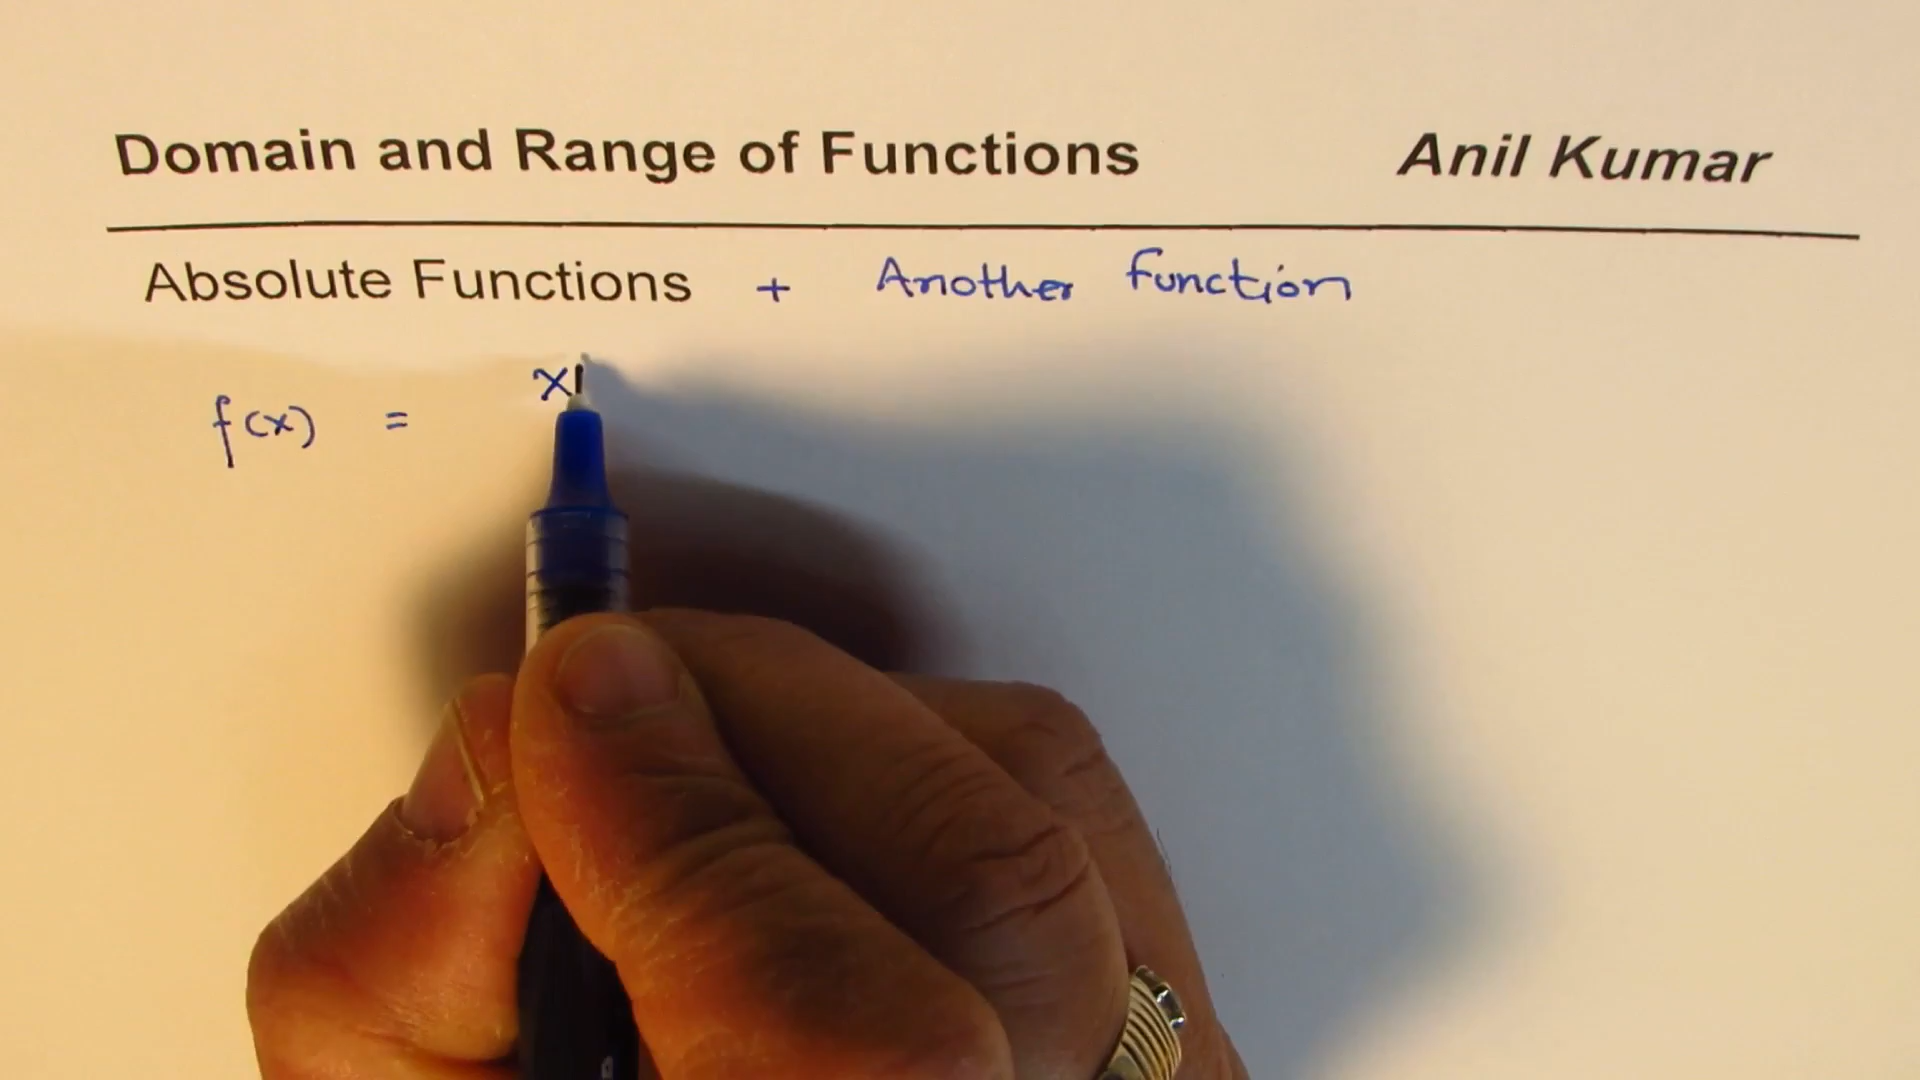 Domain and Range of Functions Anil Kumar
Absolute Functions + Another function
f(x) = x